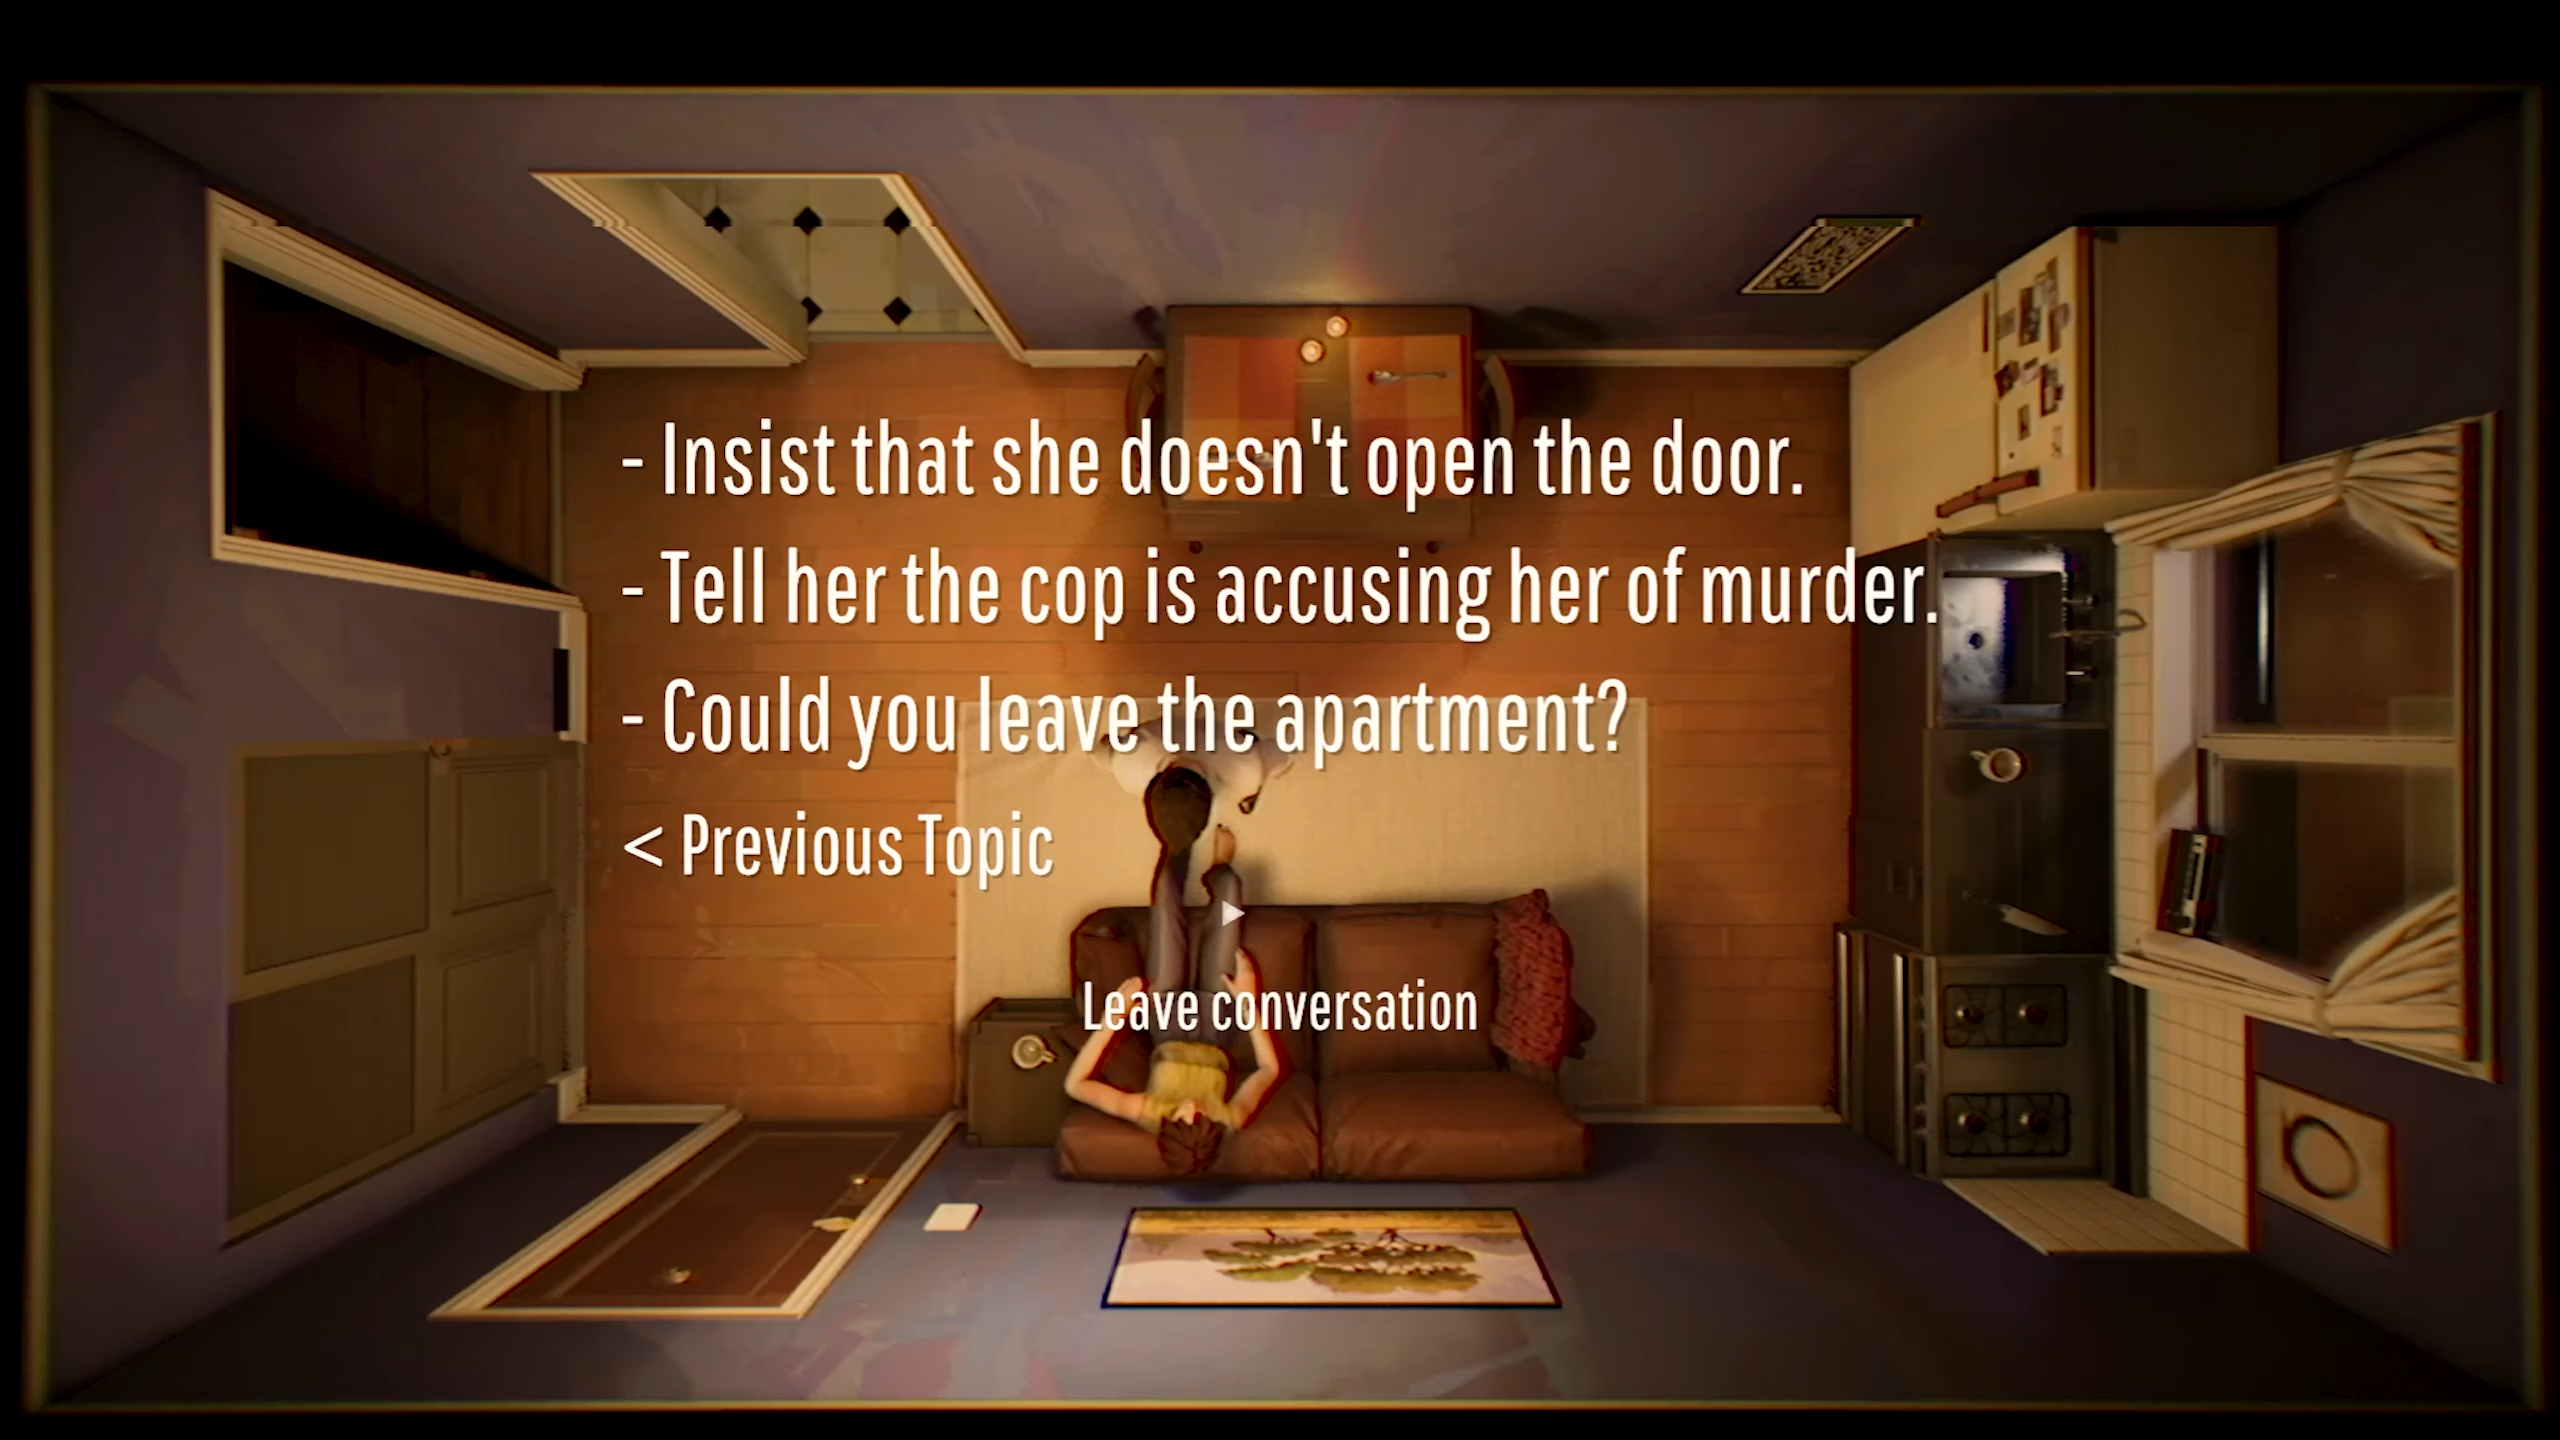 - Insist that she doesn't open the door.
- Tell her the cop is accusing her of murder.
- Could you leave the apartment?
< Previous Topic
Leave conversation